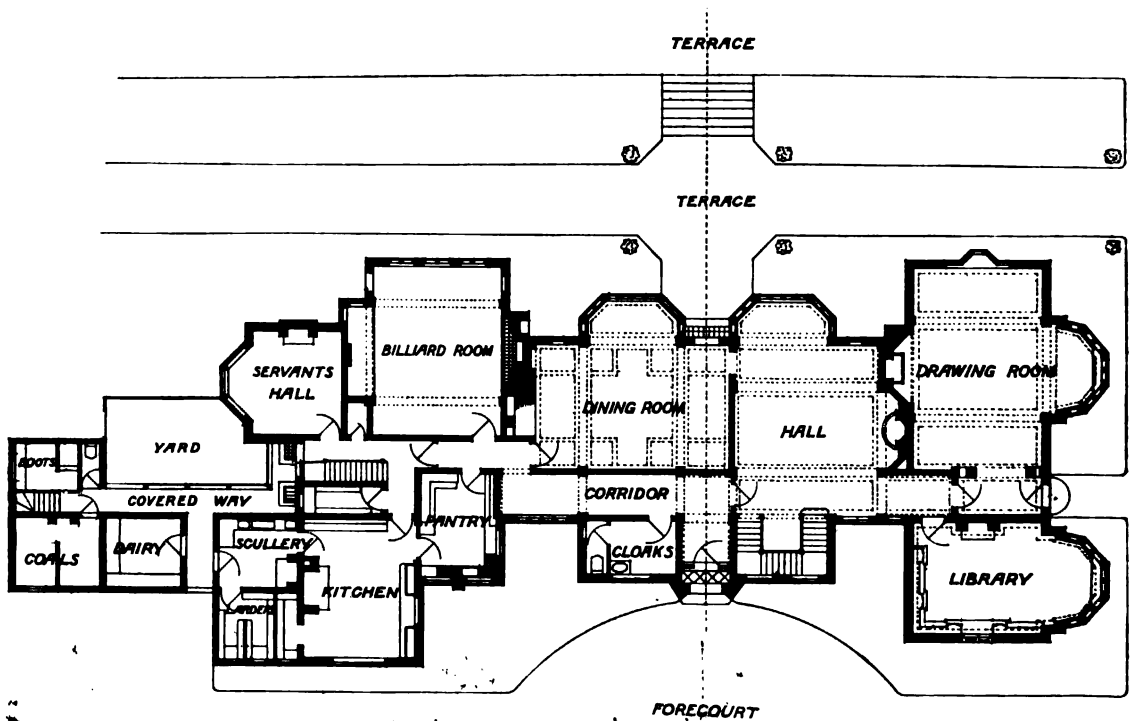 TERRACE
TERRACE
BILLIARD ROOM
SERVANTS
HALL
DRAWING ROOM
DINING ROOM
HALL
YARD
BOOTS
COVERED WAY
CORRIDOR
PANTRY
SCULLERY
DAIRY
COALS
CLOAKS
LIBRARY
KITCHEN
LARDERS
FORECOURT